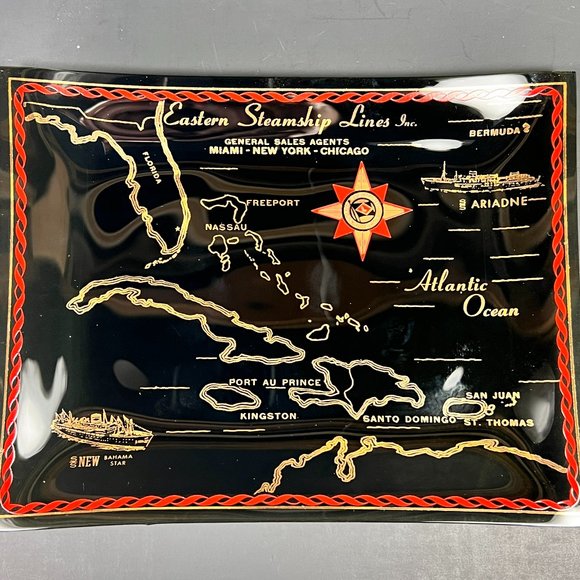 Eastern Steamship Lines Inc.
GENERAL SALES AGENTS
MIAMI - NEW YORK - CHICAGO
BERMUDA
FLORIDA
ARIADNE
FREEPORT
NASSAU
Atlantic
Ocean
PORT AU PRINCE
KINGSTON
SANTO DOMINGO
SAN JUAN
ST. THOMAS
NEW BAHAMA
STAR